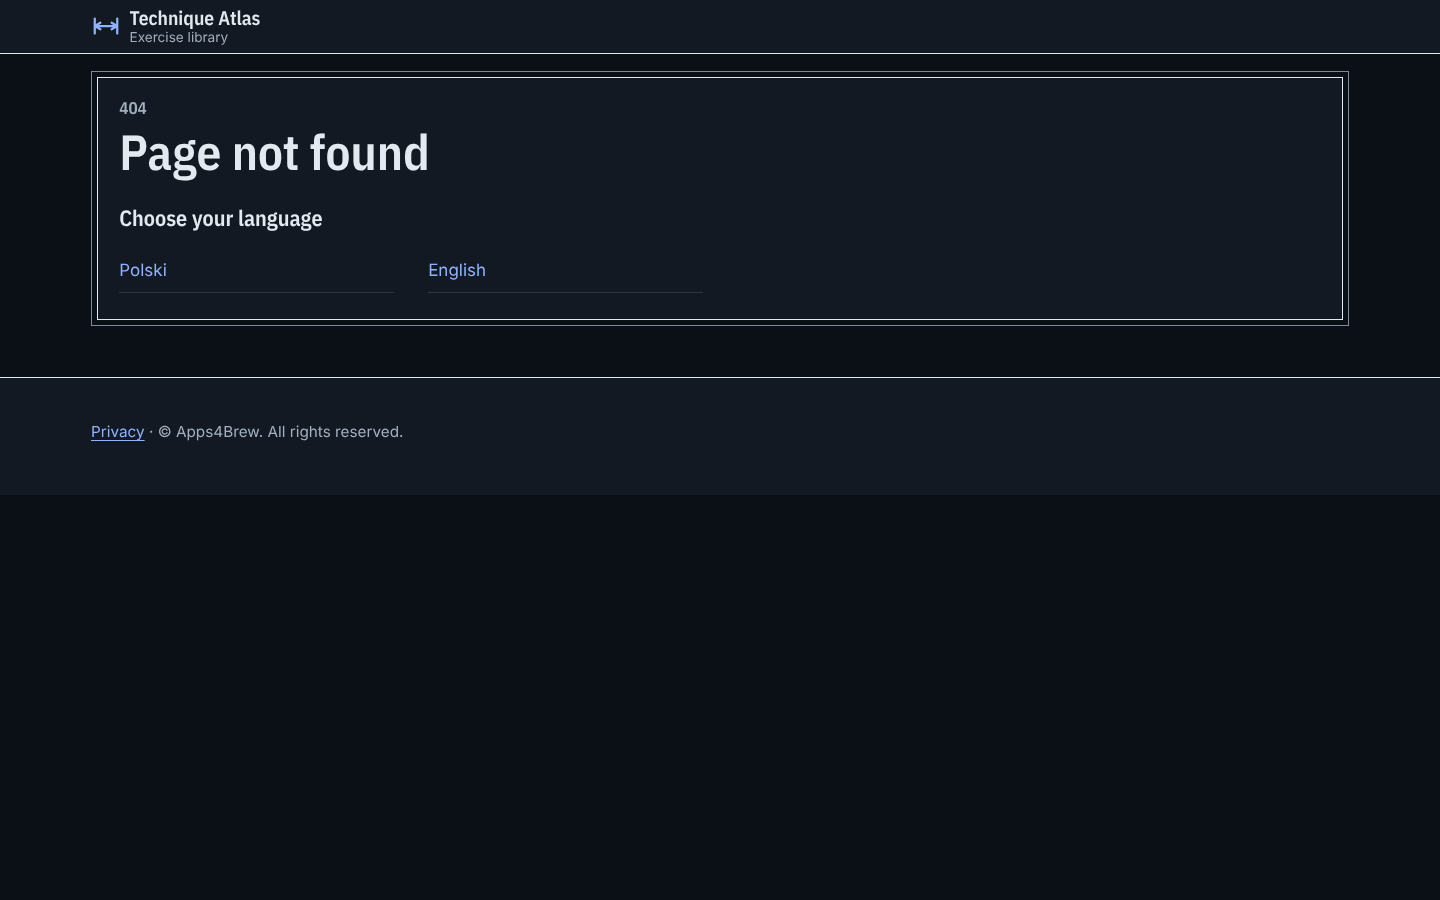 Technique Atlas
Exercise library
404
Page not found
Choose your language
Polski
English
Privacy · © Apps4Brew. All rights reserved.